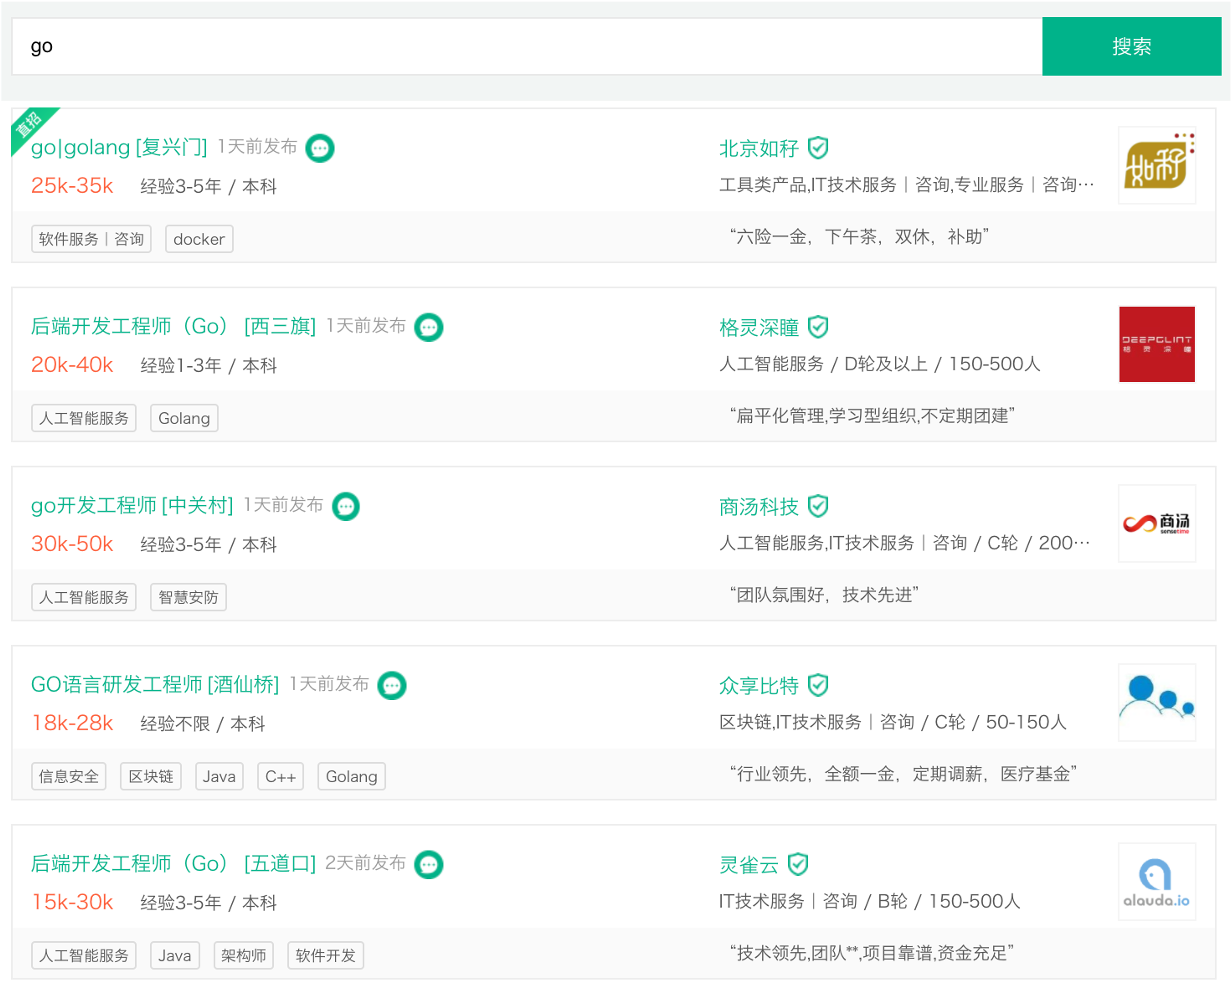 go
搜索
直招
go|golang [复兴门] 1天前发布
25k-35k 经验3-5年 / 本科
软件服务｜咨询 docker
北京如秄
工具类产品,IT技术服务｜咨询,专业服务｜咨询···
“六险一金，下午茶，双休，补助”
如秄
后端开发工程师（Go） [西三旗] 1天前发布
20k-40k 经验1-3年 / 本科
人工智能服务 Golang
格灵深瞳
人工智能服务 / D轮及以上 / 150-500人
“扁平化管理,学习型组织,不定期团建”
DEEPGLINT
格灵深瞳
go开发工程师 [中关村] 1天前发布
30k-50k 经验3-5年 / 本科
人工智能服务 智慧安防
商汤科技
人工智能服务,IT技术服务｜咨询 / C轮 / 200···
“团队氛围好，技术先进”
商汤
sensetime
GO语言研发工程师 [酒仙桥] 1天前发布
18k-28k 经验不限 / 本科
信息安全 区块链 Java C++ Golang
众享比特
区块链,IT技术服务｜咨询 / C轮 / 50-150人
“行业领先，全额一金，定期调薪，医疗基金”
后端开发工程师（Go） [五道口] 2天前发布
15k-30k 经验3-5年 / 本科
人工智能服务 Java 架构师 软件开发
灵雀云
IT技术服务｜咨询 / B轮 / 150-500人
“技术领先,团队**,项目靠谱,资金充足”
alauda.io